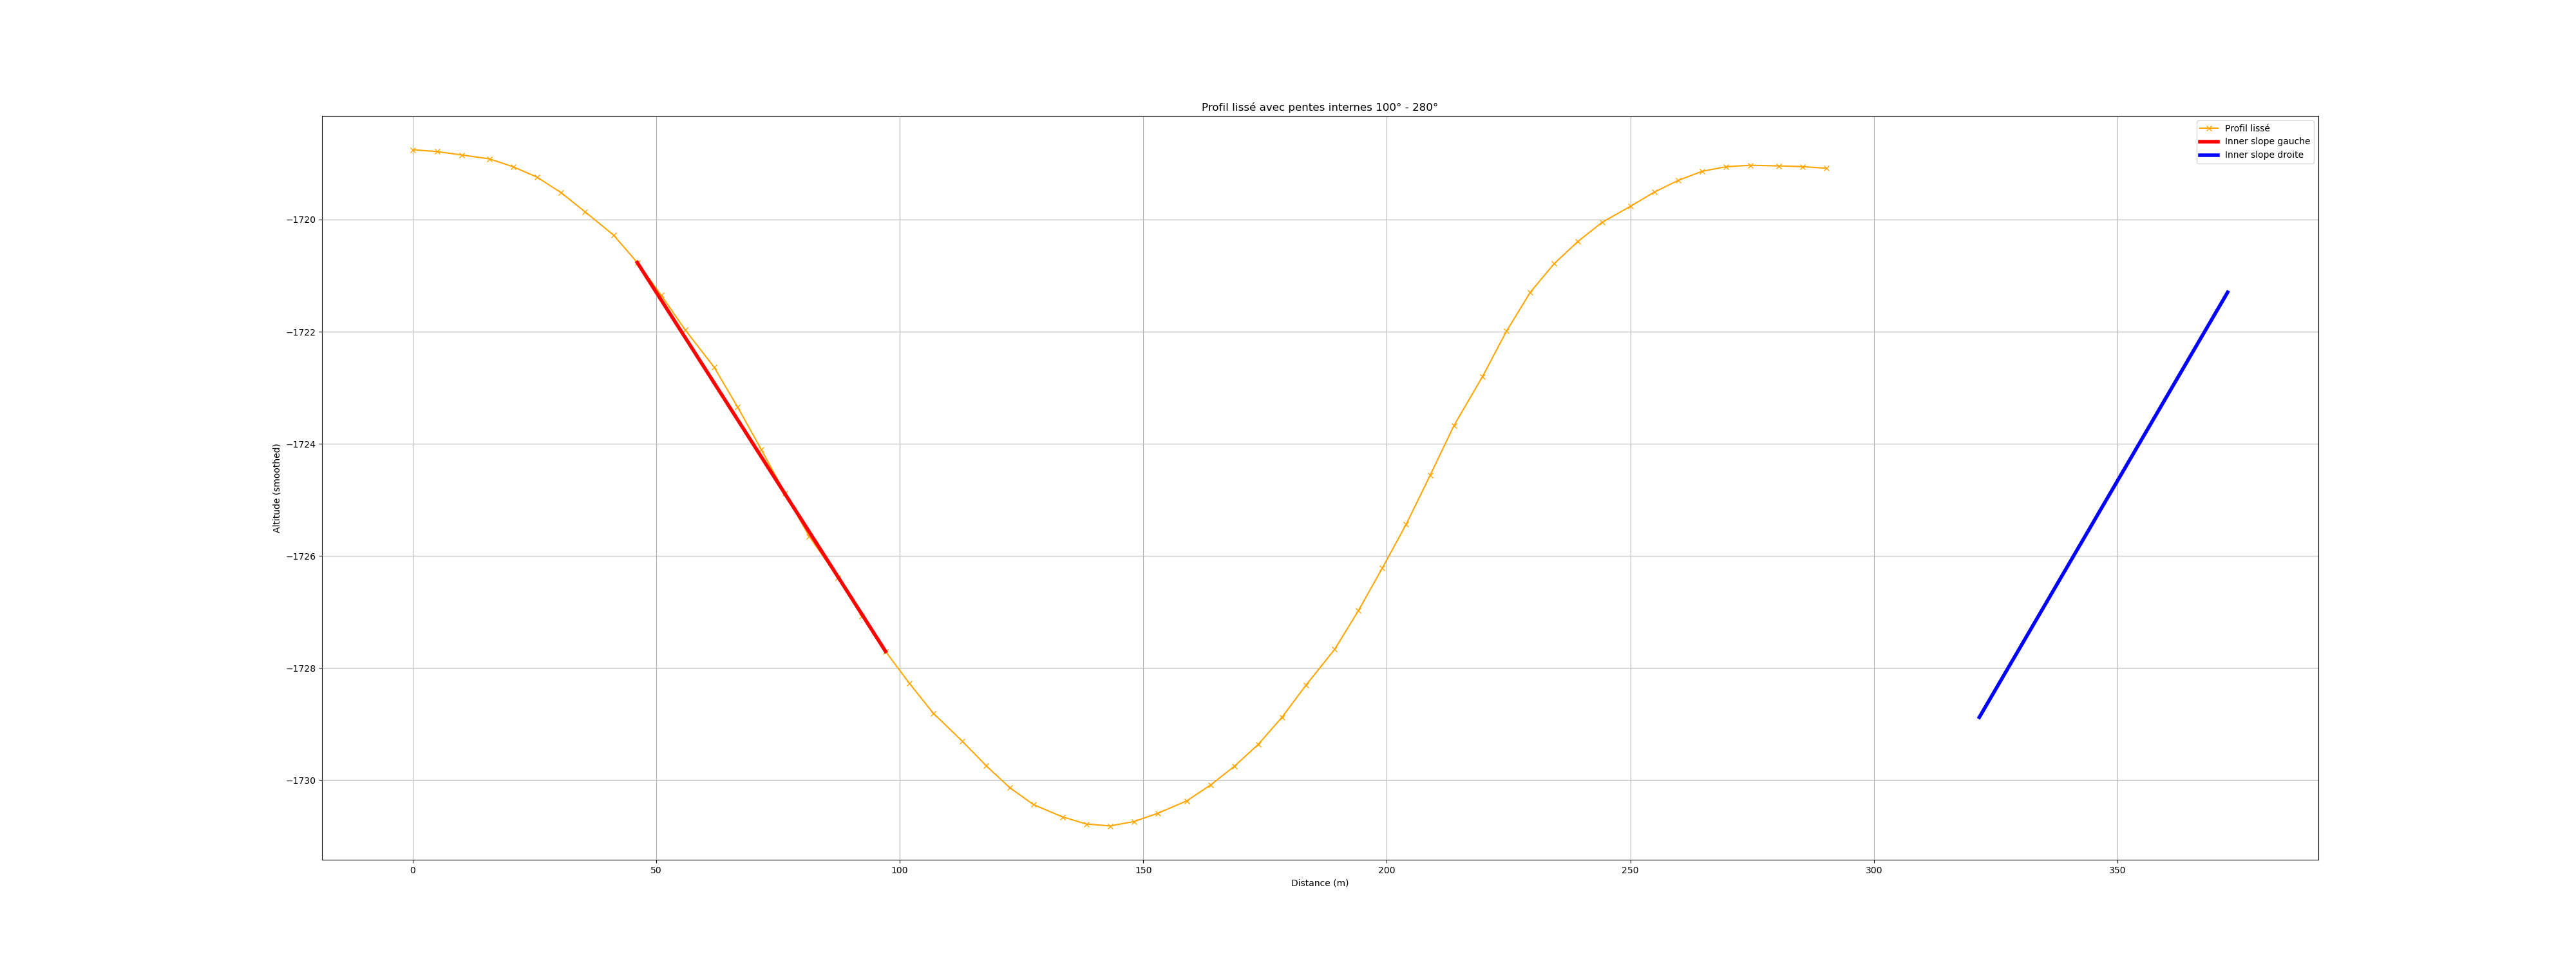 Profil lissé avec pentes internes 100° - 280°
Profil lissé
Inner slope gauche
Inner slope droite
Altitude (smoothed)
−1720
−1722
−1724
−1726
−1728
−1730
0 50 100 150 200 250 300 350
Distance (m)